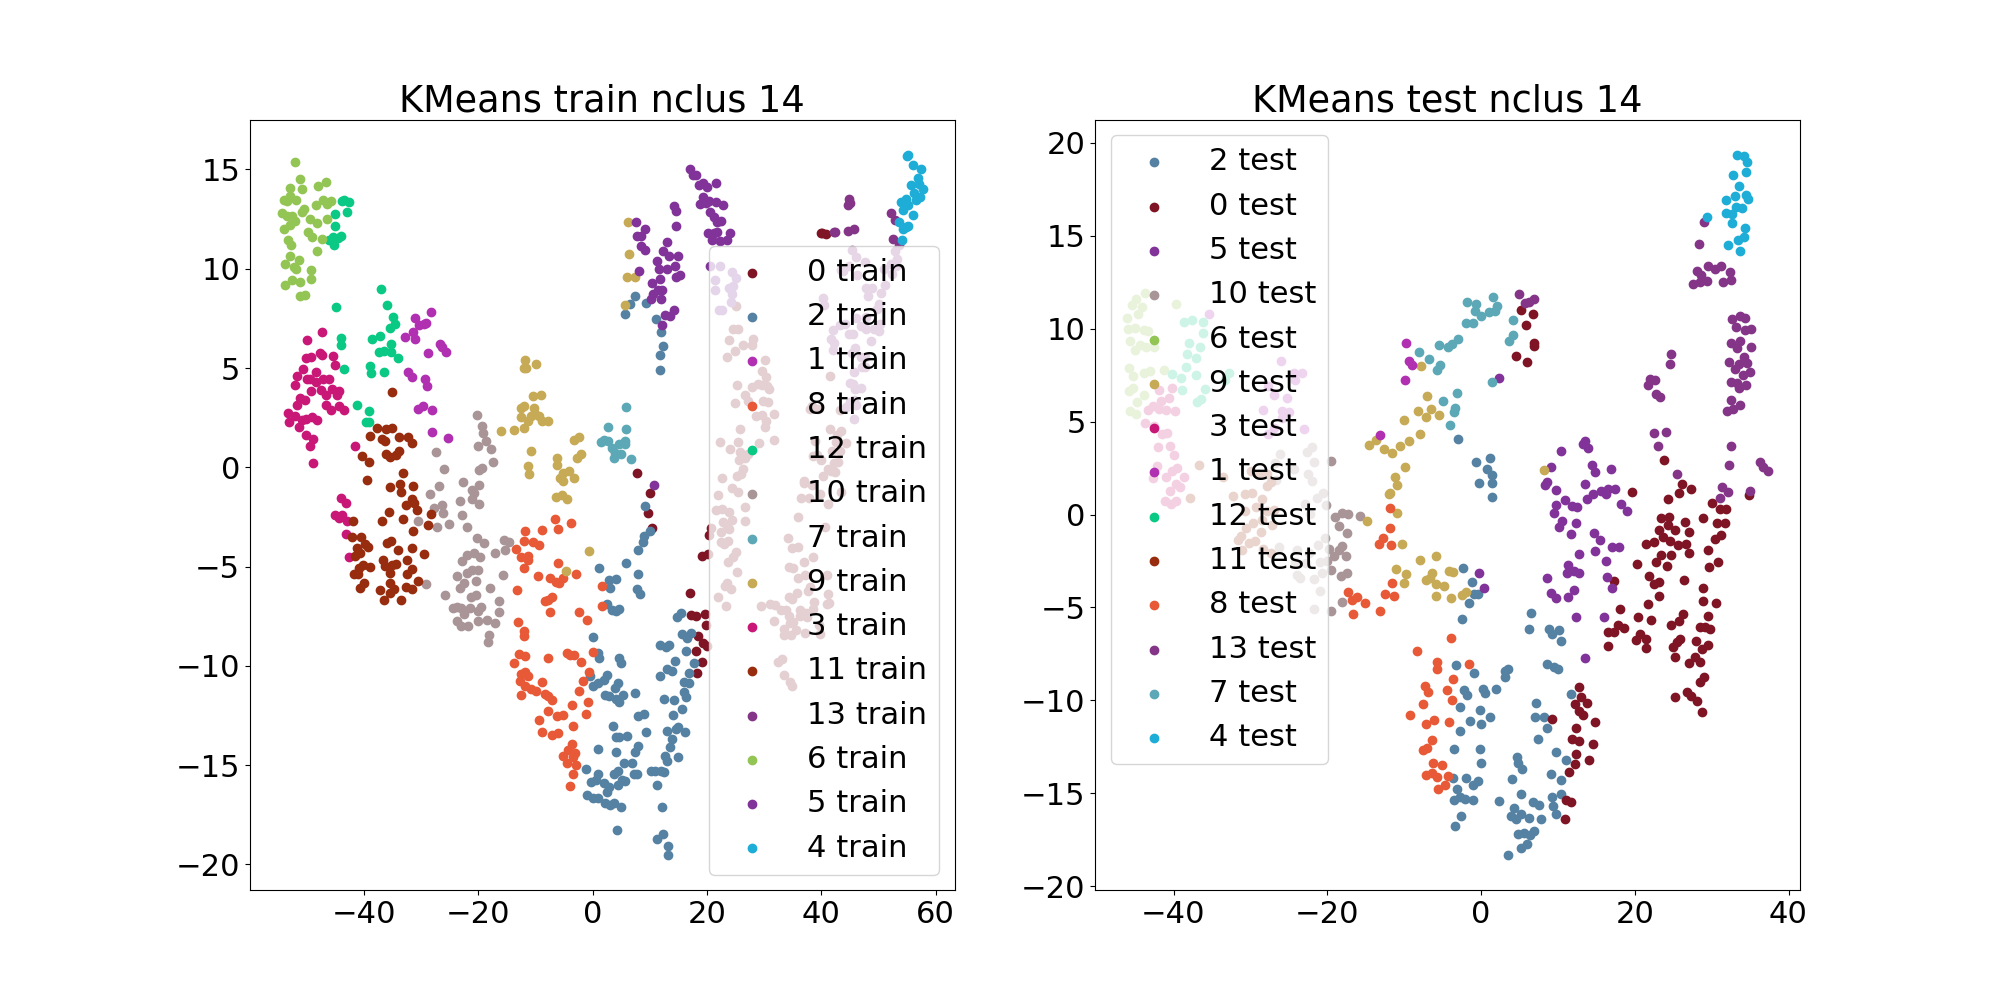 KMeans train nclus 14
15
10
5
0
−5
−10
−15
−20
−40
−20
0
20
40
60
0 train
2 train
1 train
8 train
12 train
10 train
7 train
9 train
3 train
11 train
13 train
6 train
5 train
4 train
KMeans test nclus 14
20
15
10
5
0
−5
−10
−15
−20
−40
−20
0
20
40
2 test
0 test
5 test
10 test
6 test
9 test
3 test
1 test
12 test
11 test
8 test
13 test
7 test
4 test